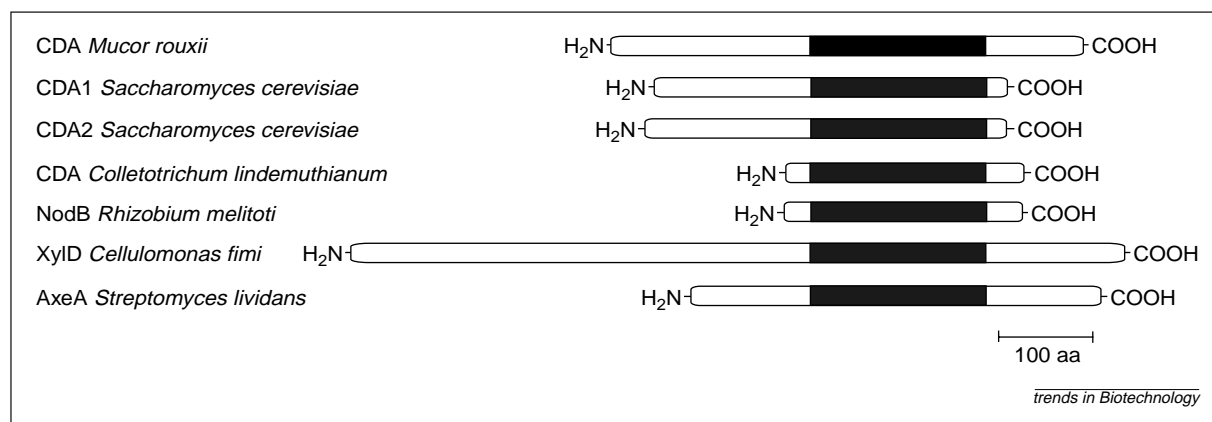 CDA Mucor rouxii H₂N COOH
CDA1 Saccharomyces cerevisiae H₂N COOH
CDA2 Saccharomyces cerevisiae H₂N COOH
CDA Colletotrichum lindemuthianum H₂N COOH
NodB Rhizobium melitoti H₂N COOH
XylD Cellulomonas fimi H₂N COOH
AxeA Streptomyces lividans H₂N COOH
100 aa
trends in Biotechnology